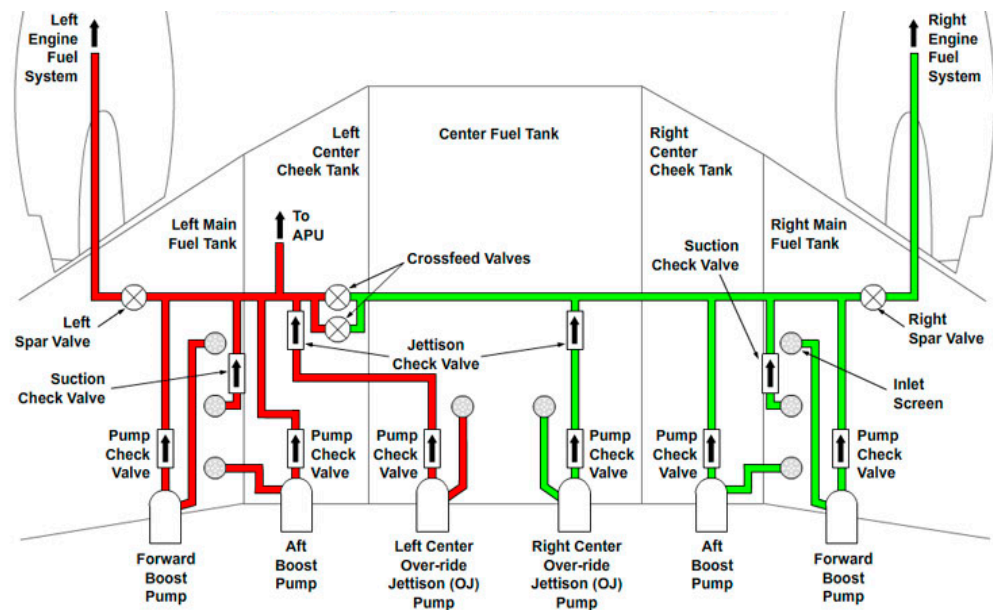 Left
Engine
Fuel
System
Right
Engine
Fuel
System
Left
Center
Cheek Tank
Center Fuel Tank
Right
Center
Cheek Tank
Left Main
Fuel Tank
To
APU
Crossfeed Valves
Suction
Check Valve
Right Main
Fuel Tank
Left
Spar Valve
Right
Spar Valve
Jettison
Check Valve
Suction
Check Valve
Inlet
Screen
Pump
Check
Valve
Pump
Check
Valve
Pump
Check
Valve
Pump
Check
Valve
Pump
Check
Valve
Pump
Check
Valve
Forward
Boost
Pump
Aft
Boost
Pump
Left Center
Over-ride
Jettison (OJ)
Pump
Right Center
Over-ride
Jettison (OJ)
Pump
Aft
Boost
Pump
Forward
Boost
Pump